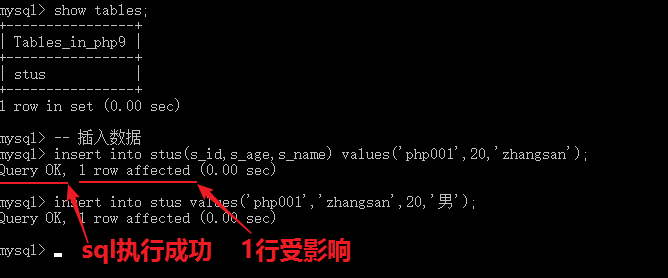 mysql> show tables;
+----------------+
| Tables_in_php9 |
+----------------+
| stus           |
+----------------+
1 row in set (0.00 sec)
mysql> -- 插入数据
mysql> insert into stus(s_id,s_age,s_name) values('php001',20,'zhangsan');
Query OK, 1 row affected (0.00 sec)
mysql> insert into stus values('php001','zhangsan',20,'男');
Query OK, 1 row affected (0.00 sec)
mysql>
sql执行成功 1行受影响